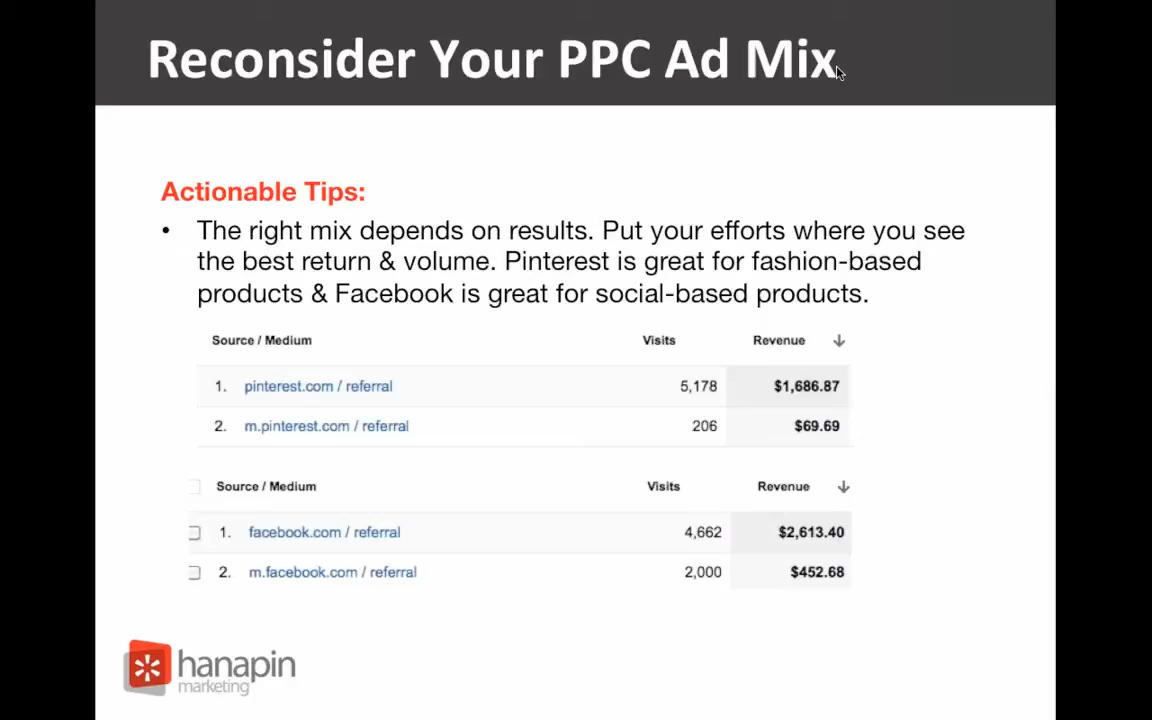 Reconsider Your PPC Ad Mix
Actionable Tips:
• The right mix depends on results. Put your efforts where you see
the best return & volume. Pinterest is great for fashion-based
products & Facebook is great for social-based products.
Source / Medium Visits Revenue ↓
1. pinterest.com / referral 5,178 $1,686.87
2. m.pinterest.com / referral 206 $69.69
Source / Medium Visits Revenue ↓
1. facebook.com / referral 4,662 $2,613.40
2. m.facebook.com / referral 2,000 $452.68
hanapin
marketing